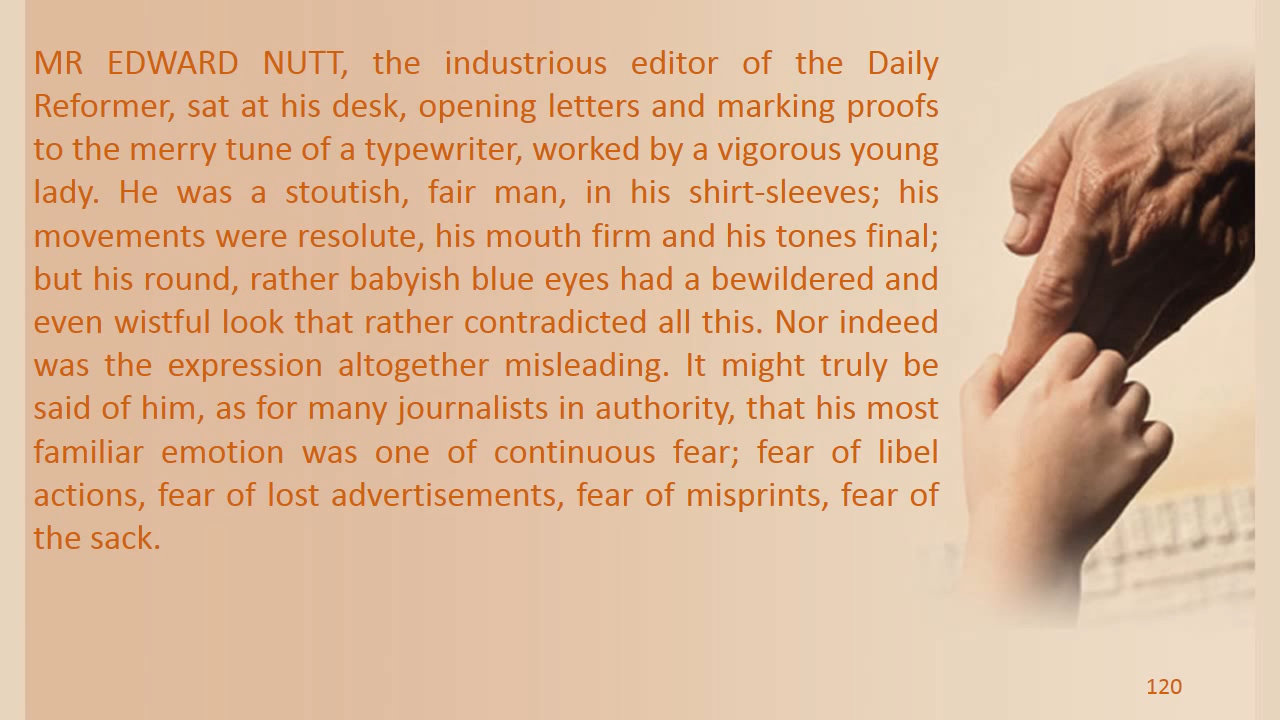 MR EDWARD NUTT, the industrious editor of the Daily
Reformer, sat at his desk, opening letters and marking proofs
to the merry tune of a typewriter, worked by a vigorous young
lady. He was a stoutish, fair man, in his shirt-sleeves; his
movements were resolute, his mouth firm and his tones final;
but his round, rather babyish blue eyes had a bewildered and
even wistful look that rather contradicted all this. Nor indeed
was the expression altogether misleading. It might truly be
said of him, as for many journalists in authority, that his most
familiar emotion was one of continuous fear; fear of libel
actions, fear of lost advertisements, fear of misprints, fear of
the sack.
120